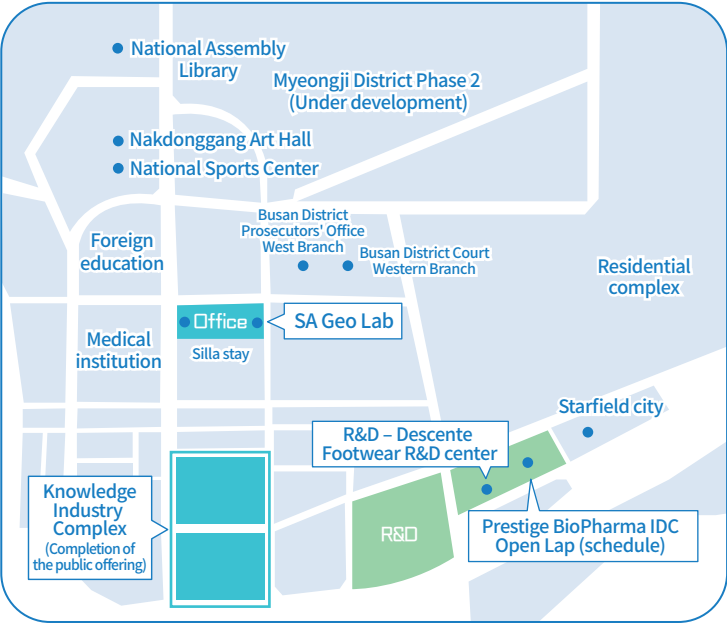 National Assembly
Library
Myeongji District Phase 2
(Under development)
Nakdonggang Art Hall
National Sports Center
Busan District
Prosecutors' Office
West Branch
Busan District Court
Western Branch
Foreign
education
Residential
complex
Office
SA Geo Lab
Medical
institution
Silla stay
Starfield city
R&D – Descente
Footwear R&D center
Knowledge
Industry
Complex
(Completion of
the public offering)
R&D
Prestige BioPharma IDC
Open Lap (schedule)